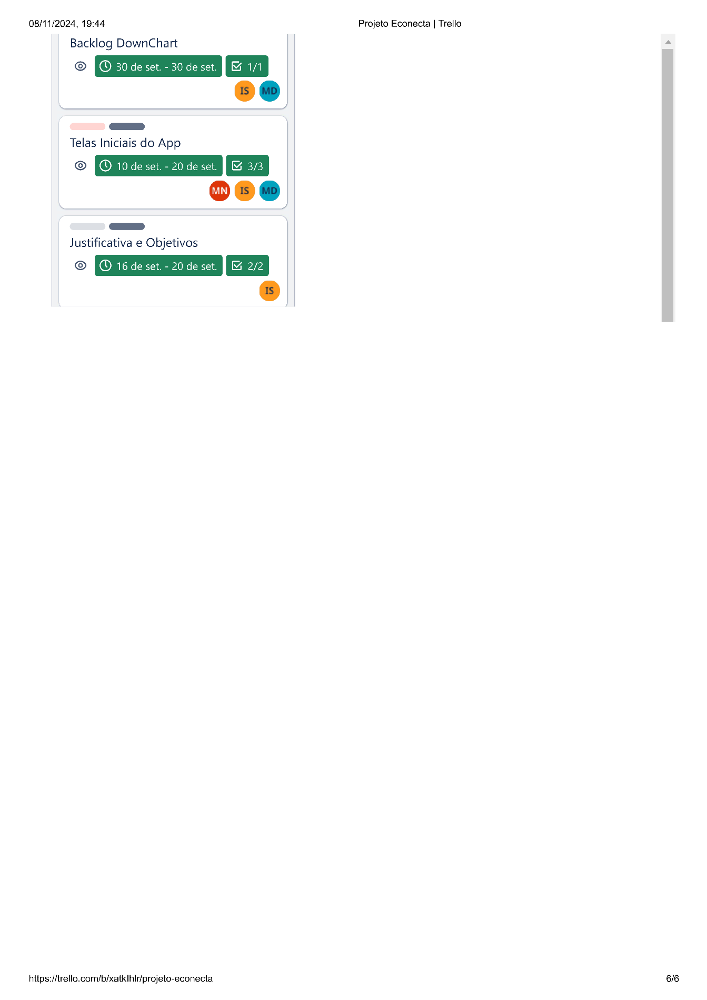 08/11/2024, 19:44
Projeto Econecta | Trello
Backlog DownChart
30 de set. - 30 de set.
1/1
IS
MD
Telas Iniciais do App
10 de set. - 20 de set.
3/3
MN
IS
MD
Justificativa e Objetivos
16 de set. - 20 de set.
2/2
IS
https://trello.com/b/xatklhlr/projeto-econecta
6/6